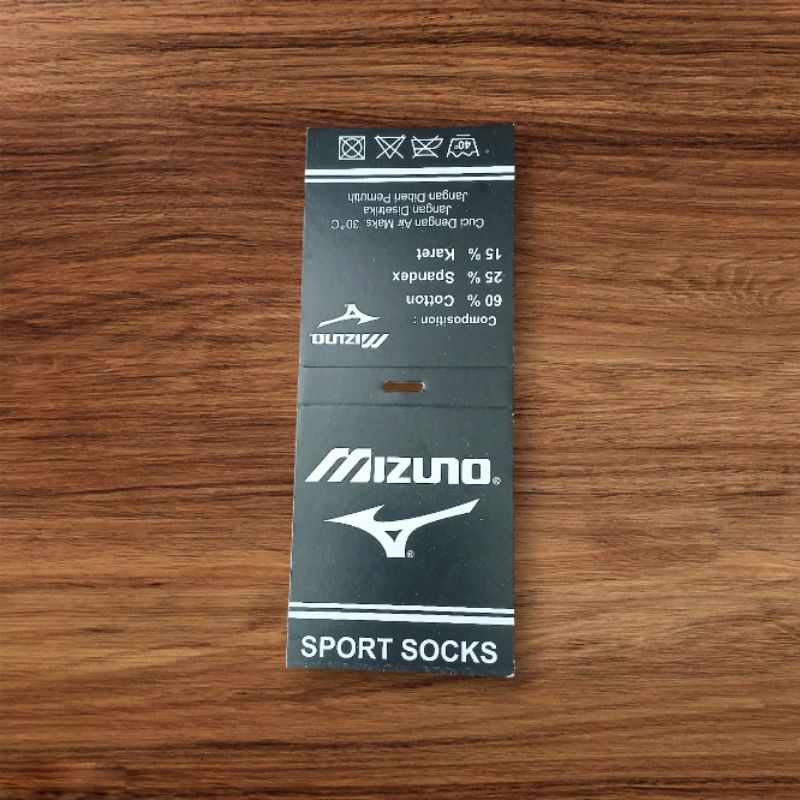 MIZUNO®
®
SPORT SOCKS
MIZUNO
Composition :
60 % Cotton
25 % Spandex
15 % Karet
Cuci Dengan Air Maks. 30°C
Jangan Disetrika
Jangan Diberi Pemutih
40°